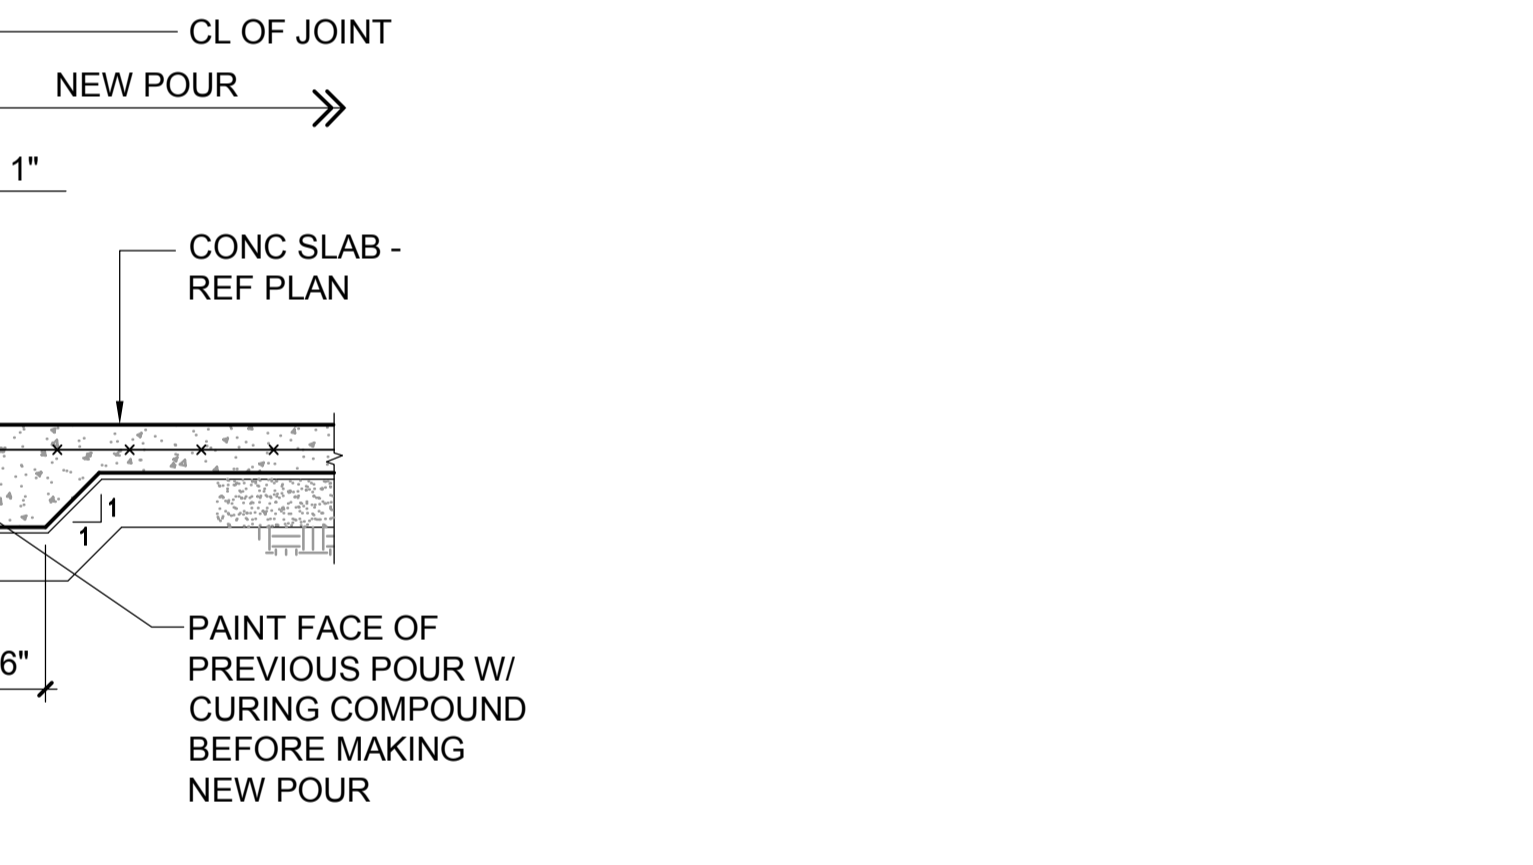 CL OF JOINT
NEW POUR
1"
CONC SLAB -
REF PLAN
1
1
6"
PAINT FACE OF
PREVIOUS POUR W/
CURING COMPOUND
BEFORE MAKING
NEW POUR